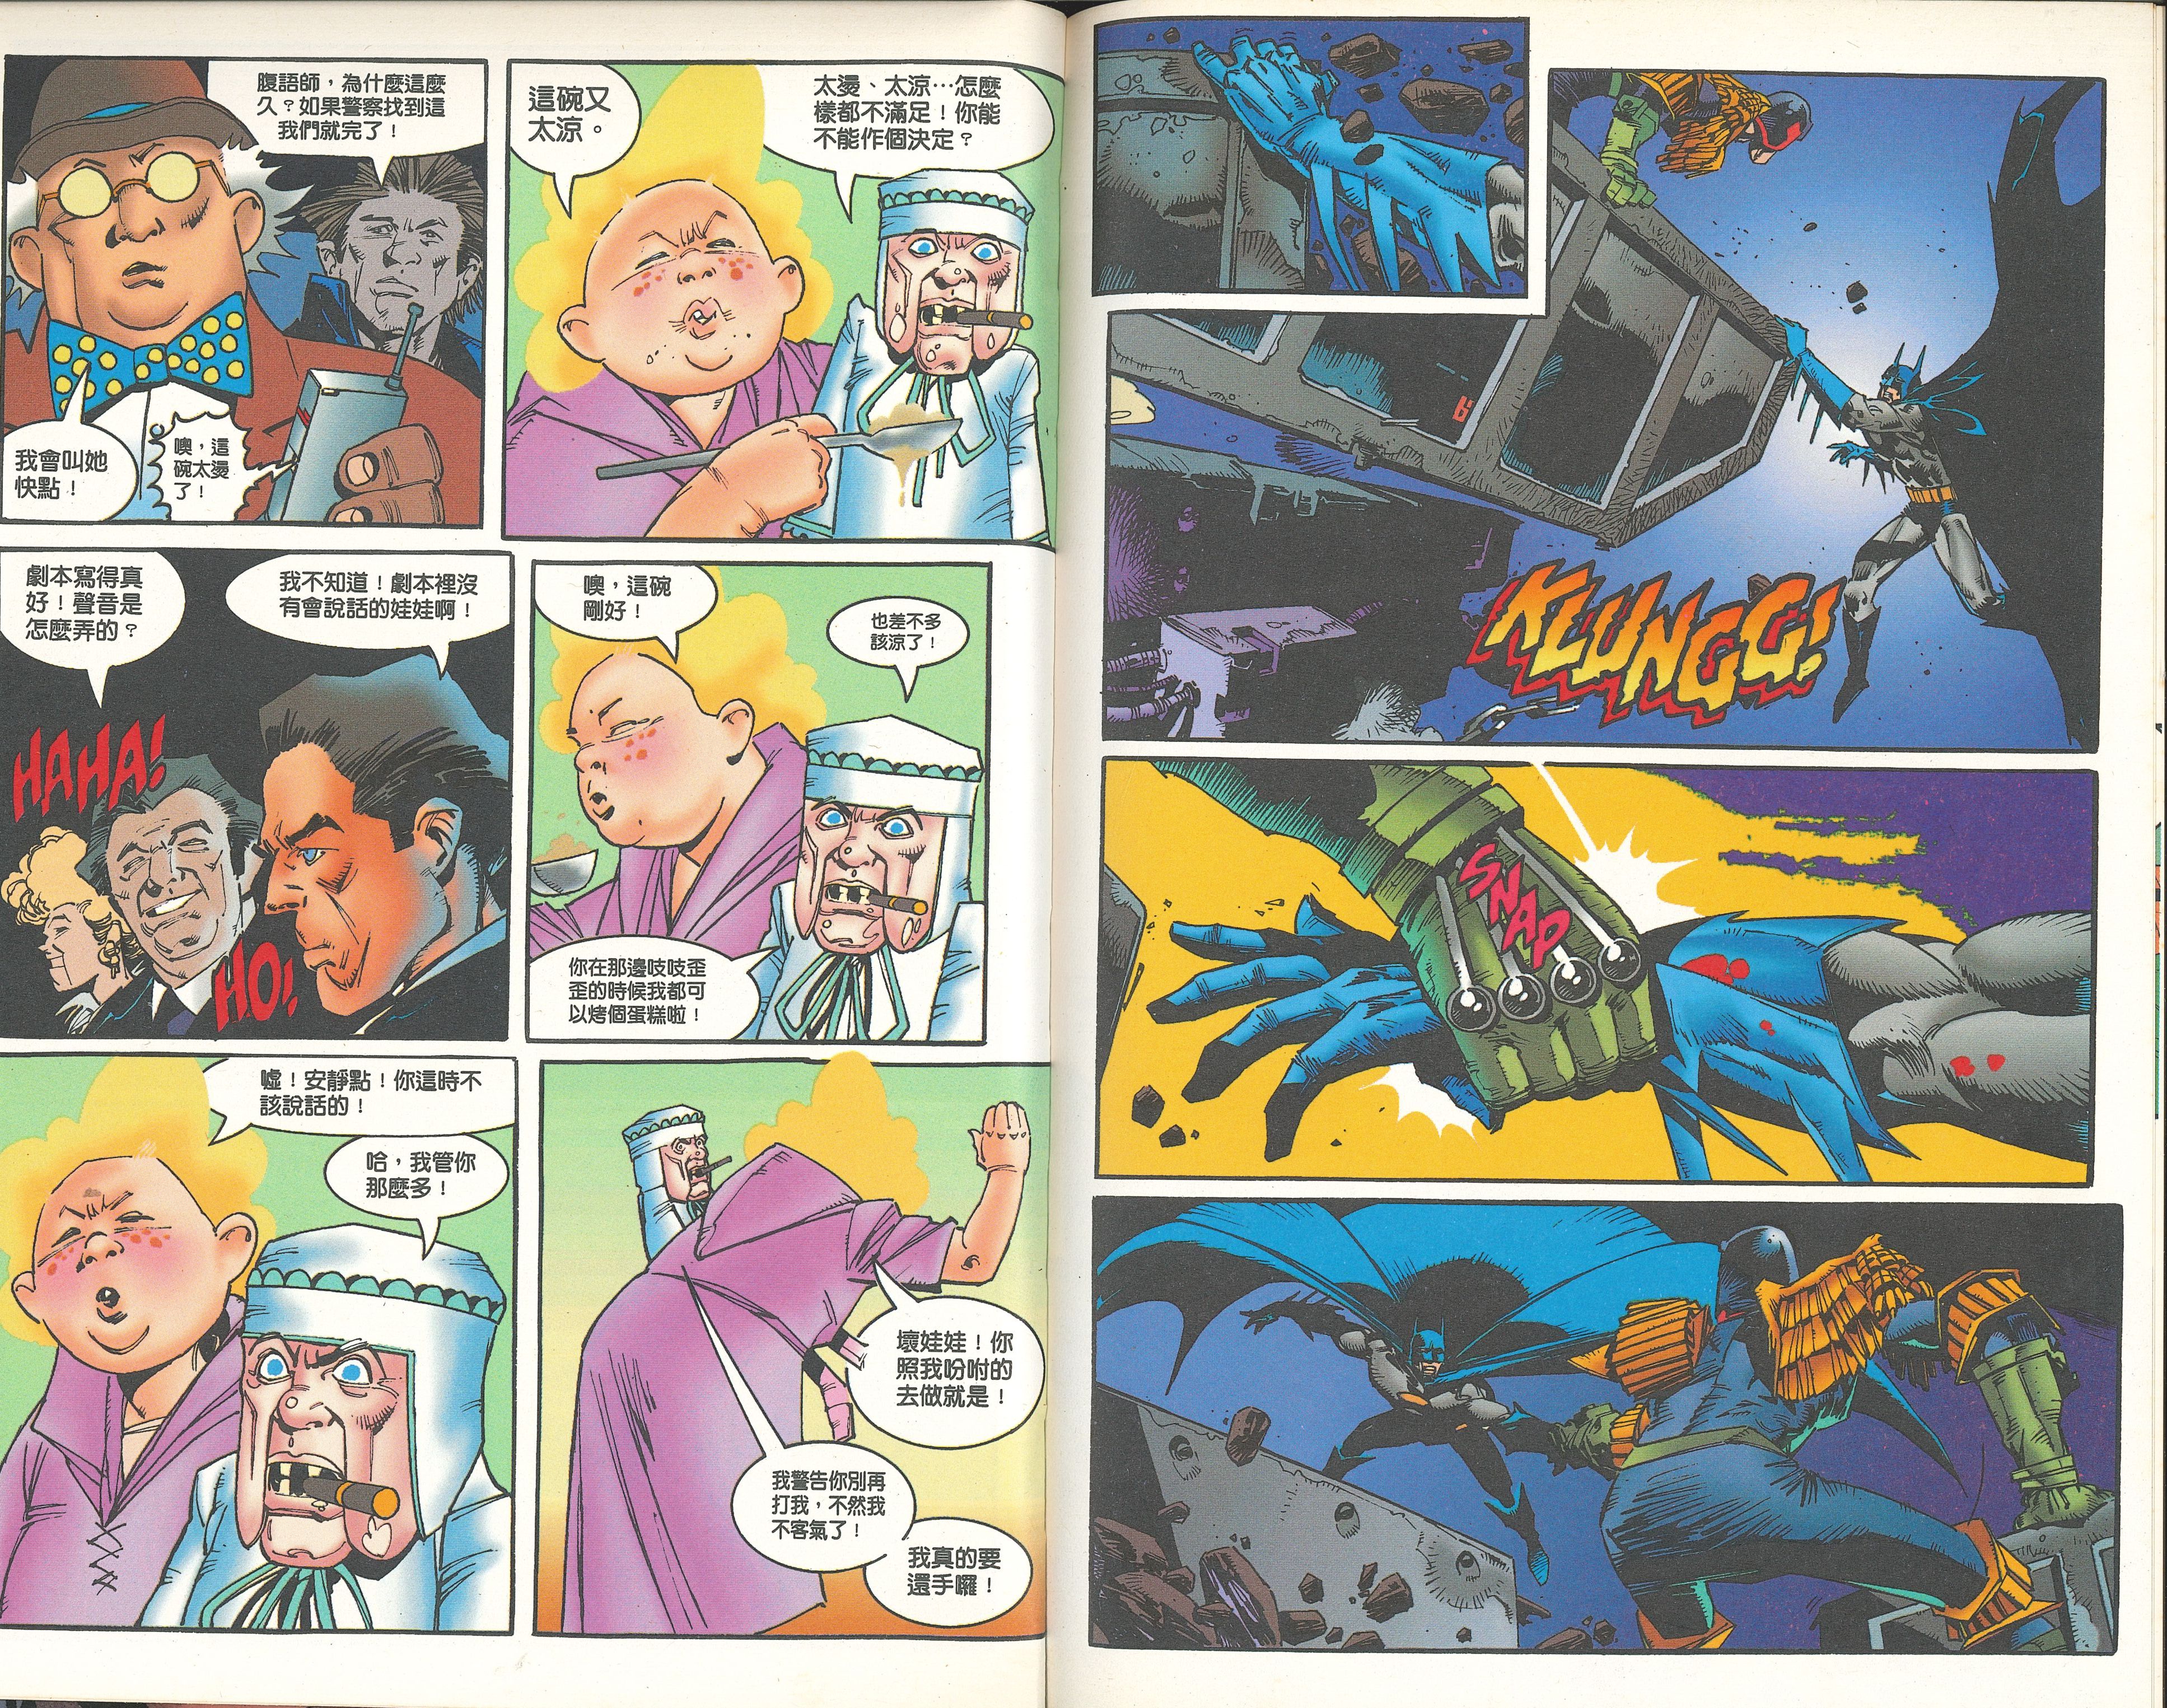 腹語師，為什麼這麼
久？如果警察找到這
我們就完了！
我會叫她
快點！
噢，這
碗太燙
了！
這碗又
太涼。
太燙、太涼…怎麼
樣都不滿足！你能
不能作個決定？
劇本寫得真
好！聲音是
怎麼弄的？
我不知道！劇本裡沒
有會說話的娃娃啊！
HAHA!
HO!
噢，這碗
剛好！
也差不多
該涼了！
你在那邊吱吱歪
歪的時候我都可
以烤個蛋糕啦！
噓！安靜點！你這時不
該說話的！
哈，我管你
那麼多！
壞娃娃！你
照我吩咐的
去做就是！
我警告你別再
打我，不然我
不客氣了！
我真的要
還手囉！
KLUNGG!
SNAP